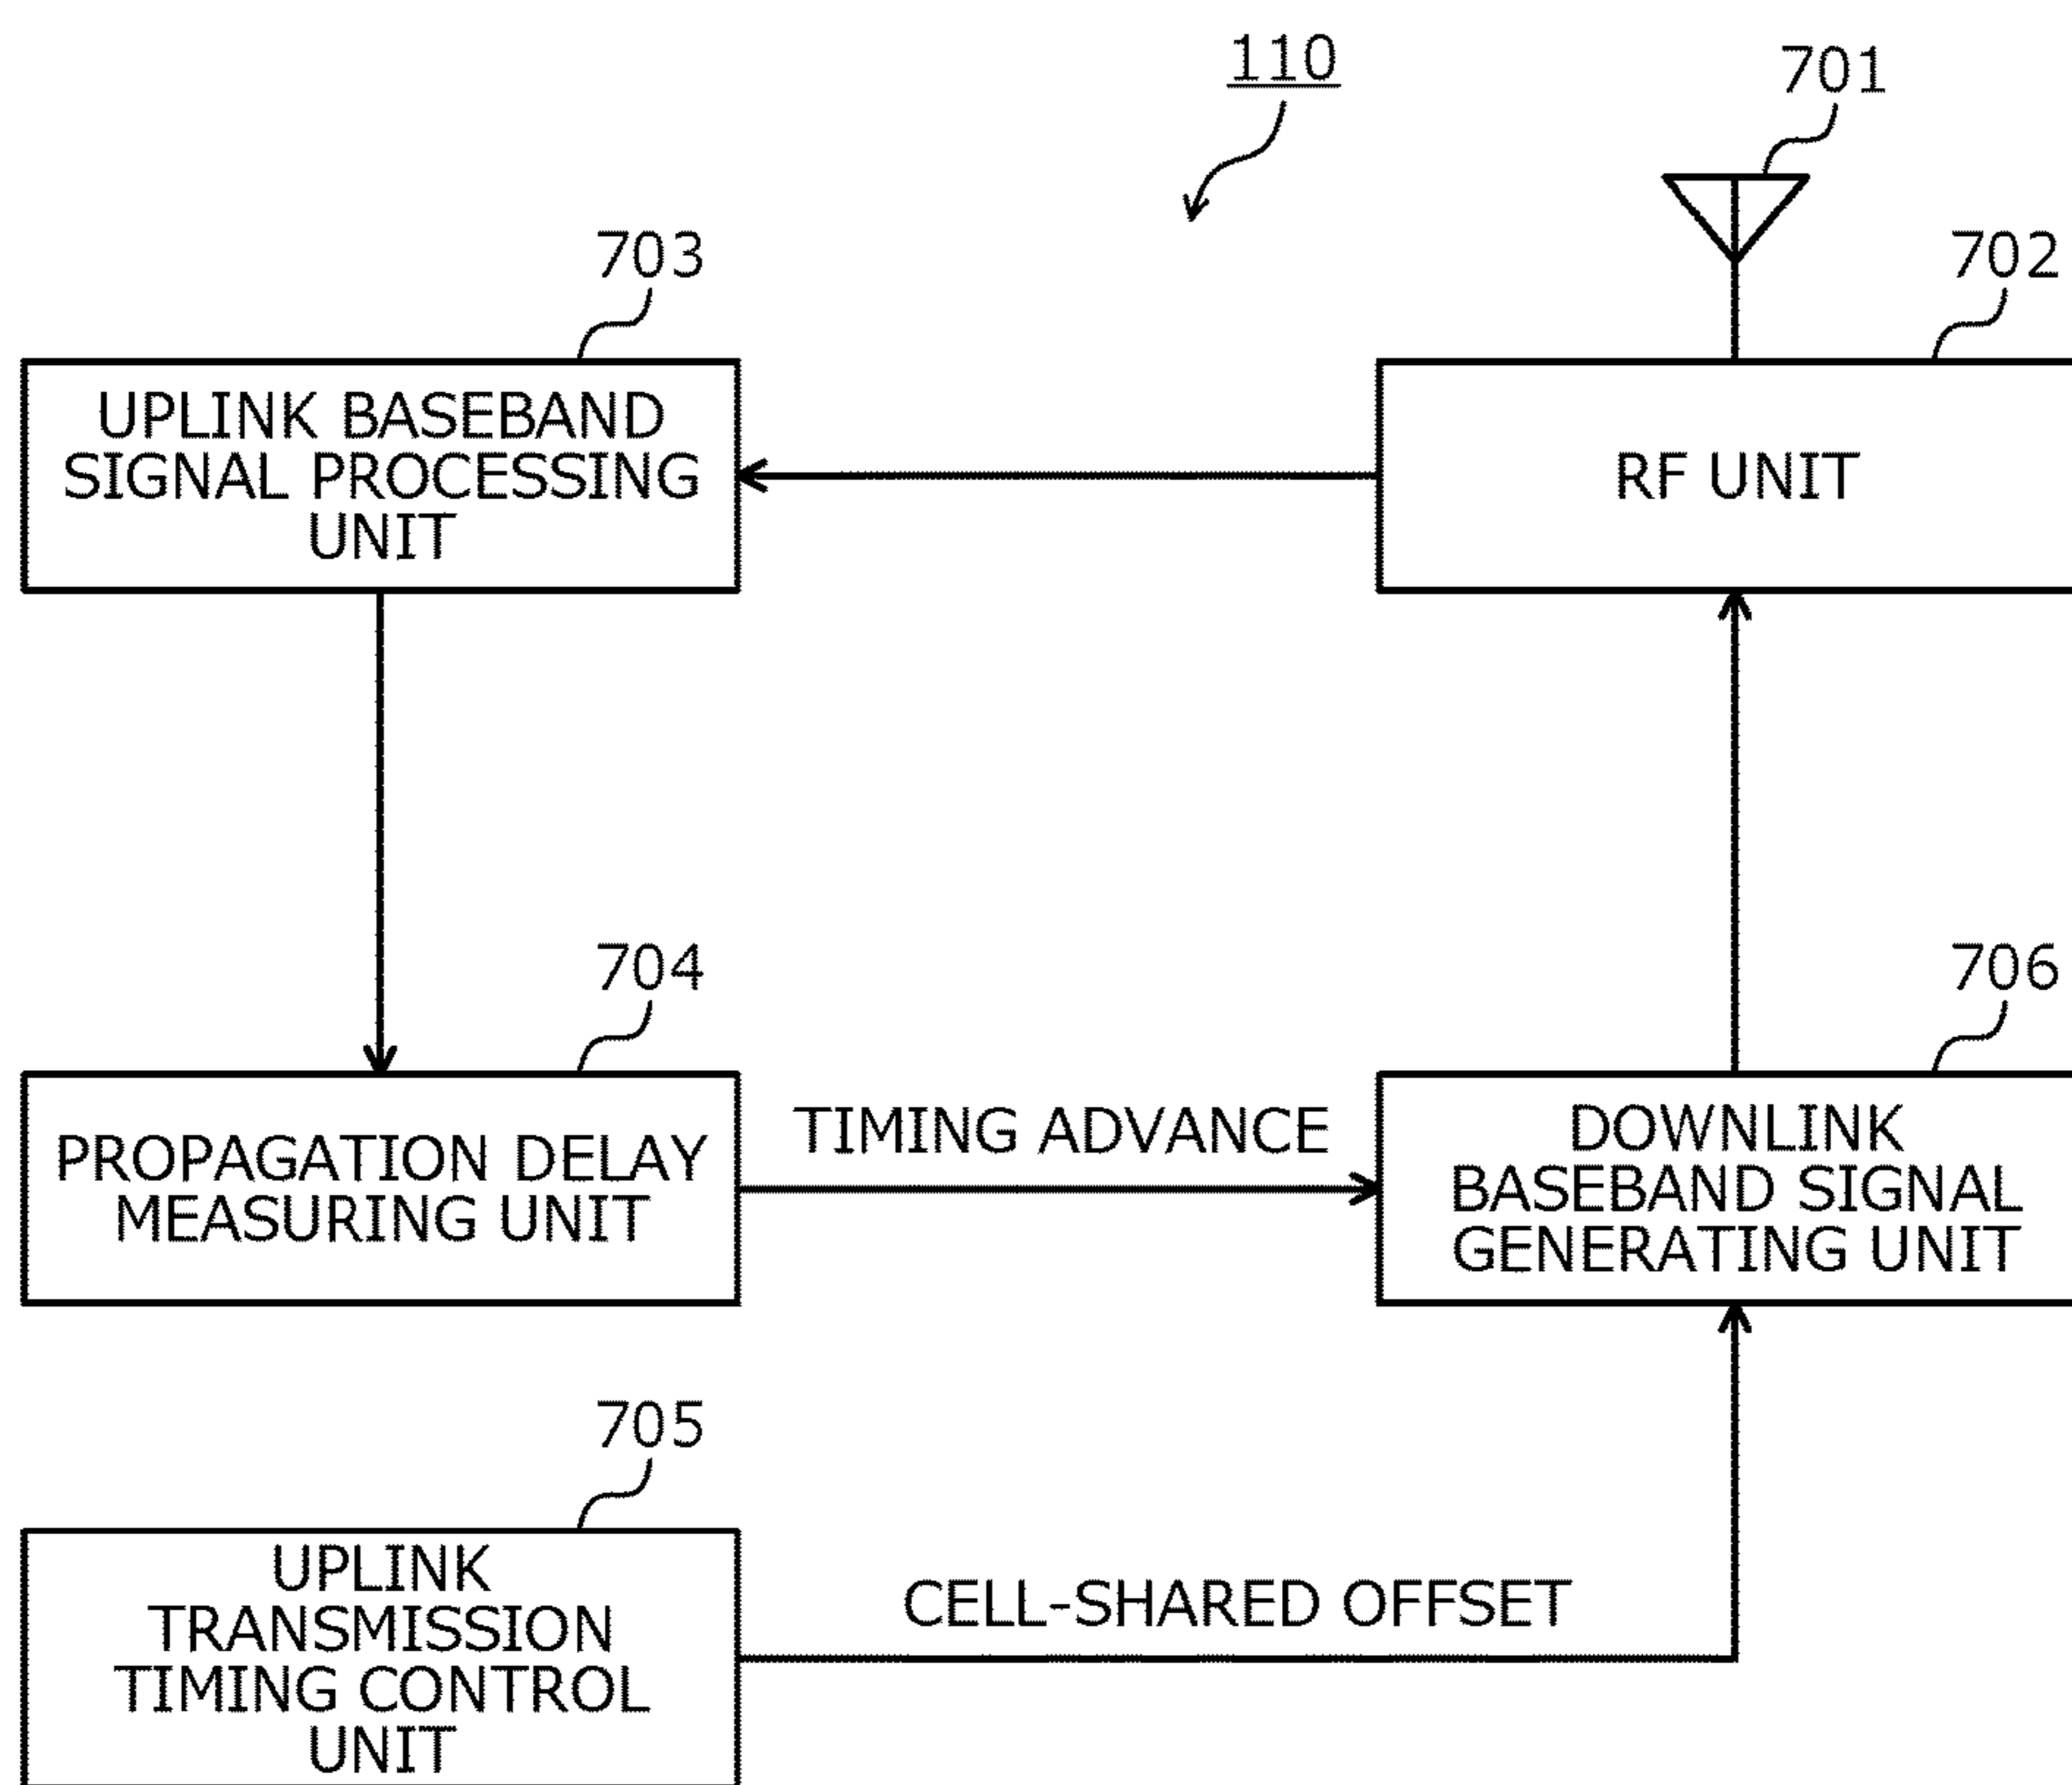 110
701
703
702
UPLINK BASEBAND
SIGNAL PROCESSING
UNIT
RF UNIT
704
706
PROPAGATION DELAY
MEASURING UNIT
TIMING ADVANCE
DOWNLINK
BASEBAND SIGNAL
GENERATING UNIT
705
UPLINK
TRANSMISSION
TIMING CONTROL
UNIT
CELL-SHARED OFFSET